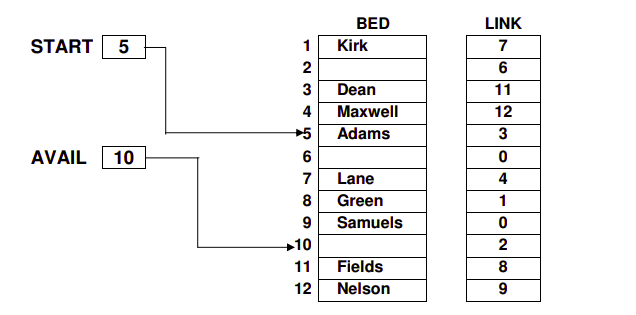 BED LINK
START 5 1 Kirk 7
2 6
3 Dean 11
4 Maxwell 12
5 Adams 3
AVAIL 10 6 0
7 Lane 4
8 Green 1
9 Samuels 0
10 2
11 Fields 8
12 Nelson 9